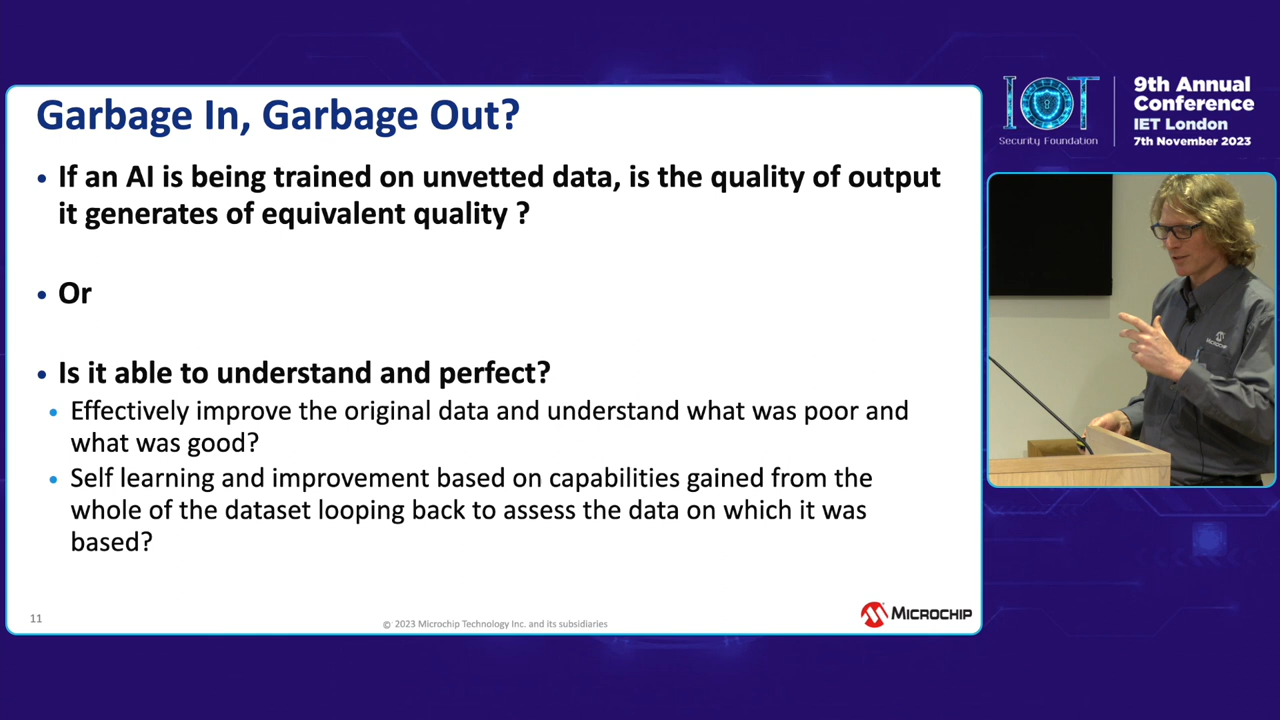 Garbage In, Garbage Out?
• If an AI is being trained on unvetted data, is the quality of output
it generates of equivalent quality ?
• Or
• Is it able to understand and perfect?
• Effectively improve the original data and understand what was poor and
what was good?
• Self learning and improvement based on capabilities gained from the
whole of the dataset looping back to assess the data on which it was
based?
11
© 2023 Microchip Technology Inc. and its subsidiaries
MICROCHIP
IOT
Security Foundation
9th Annual
Conference
IET London
7th November 2023
MICROCHIP